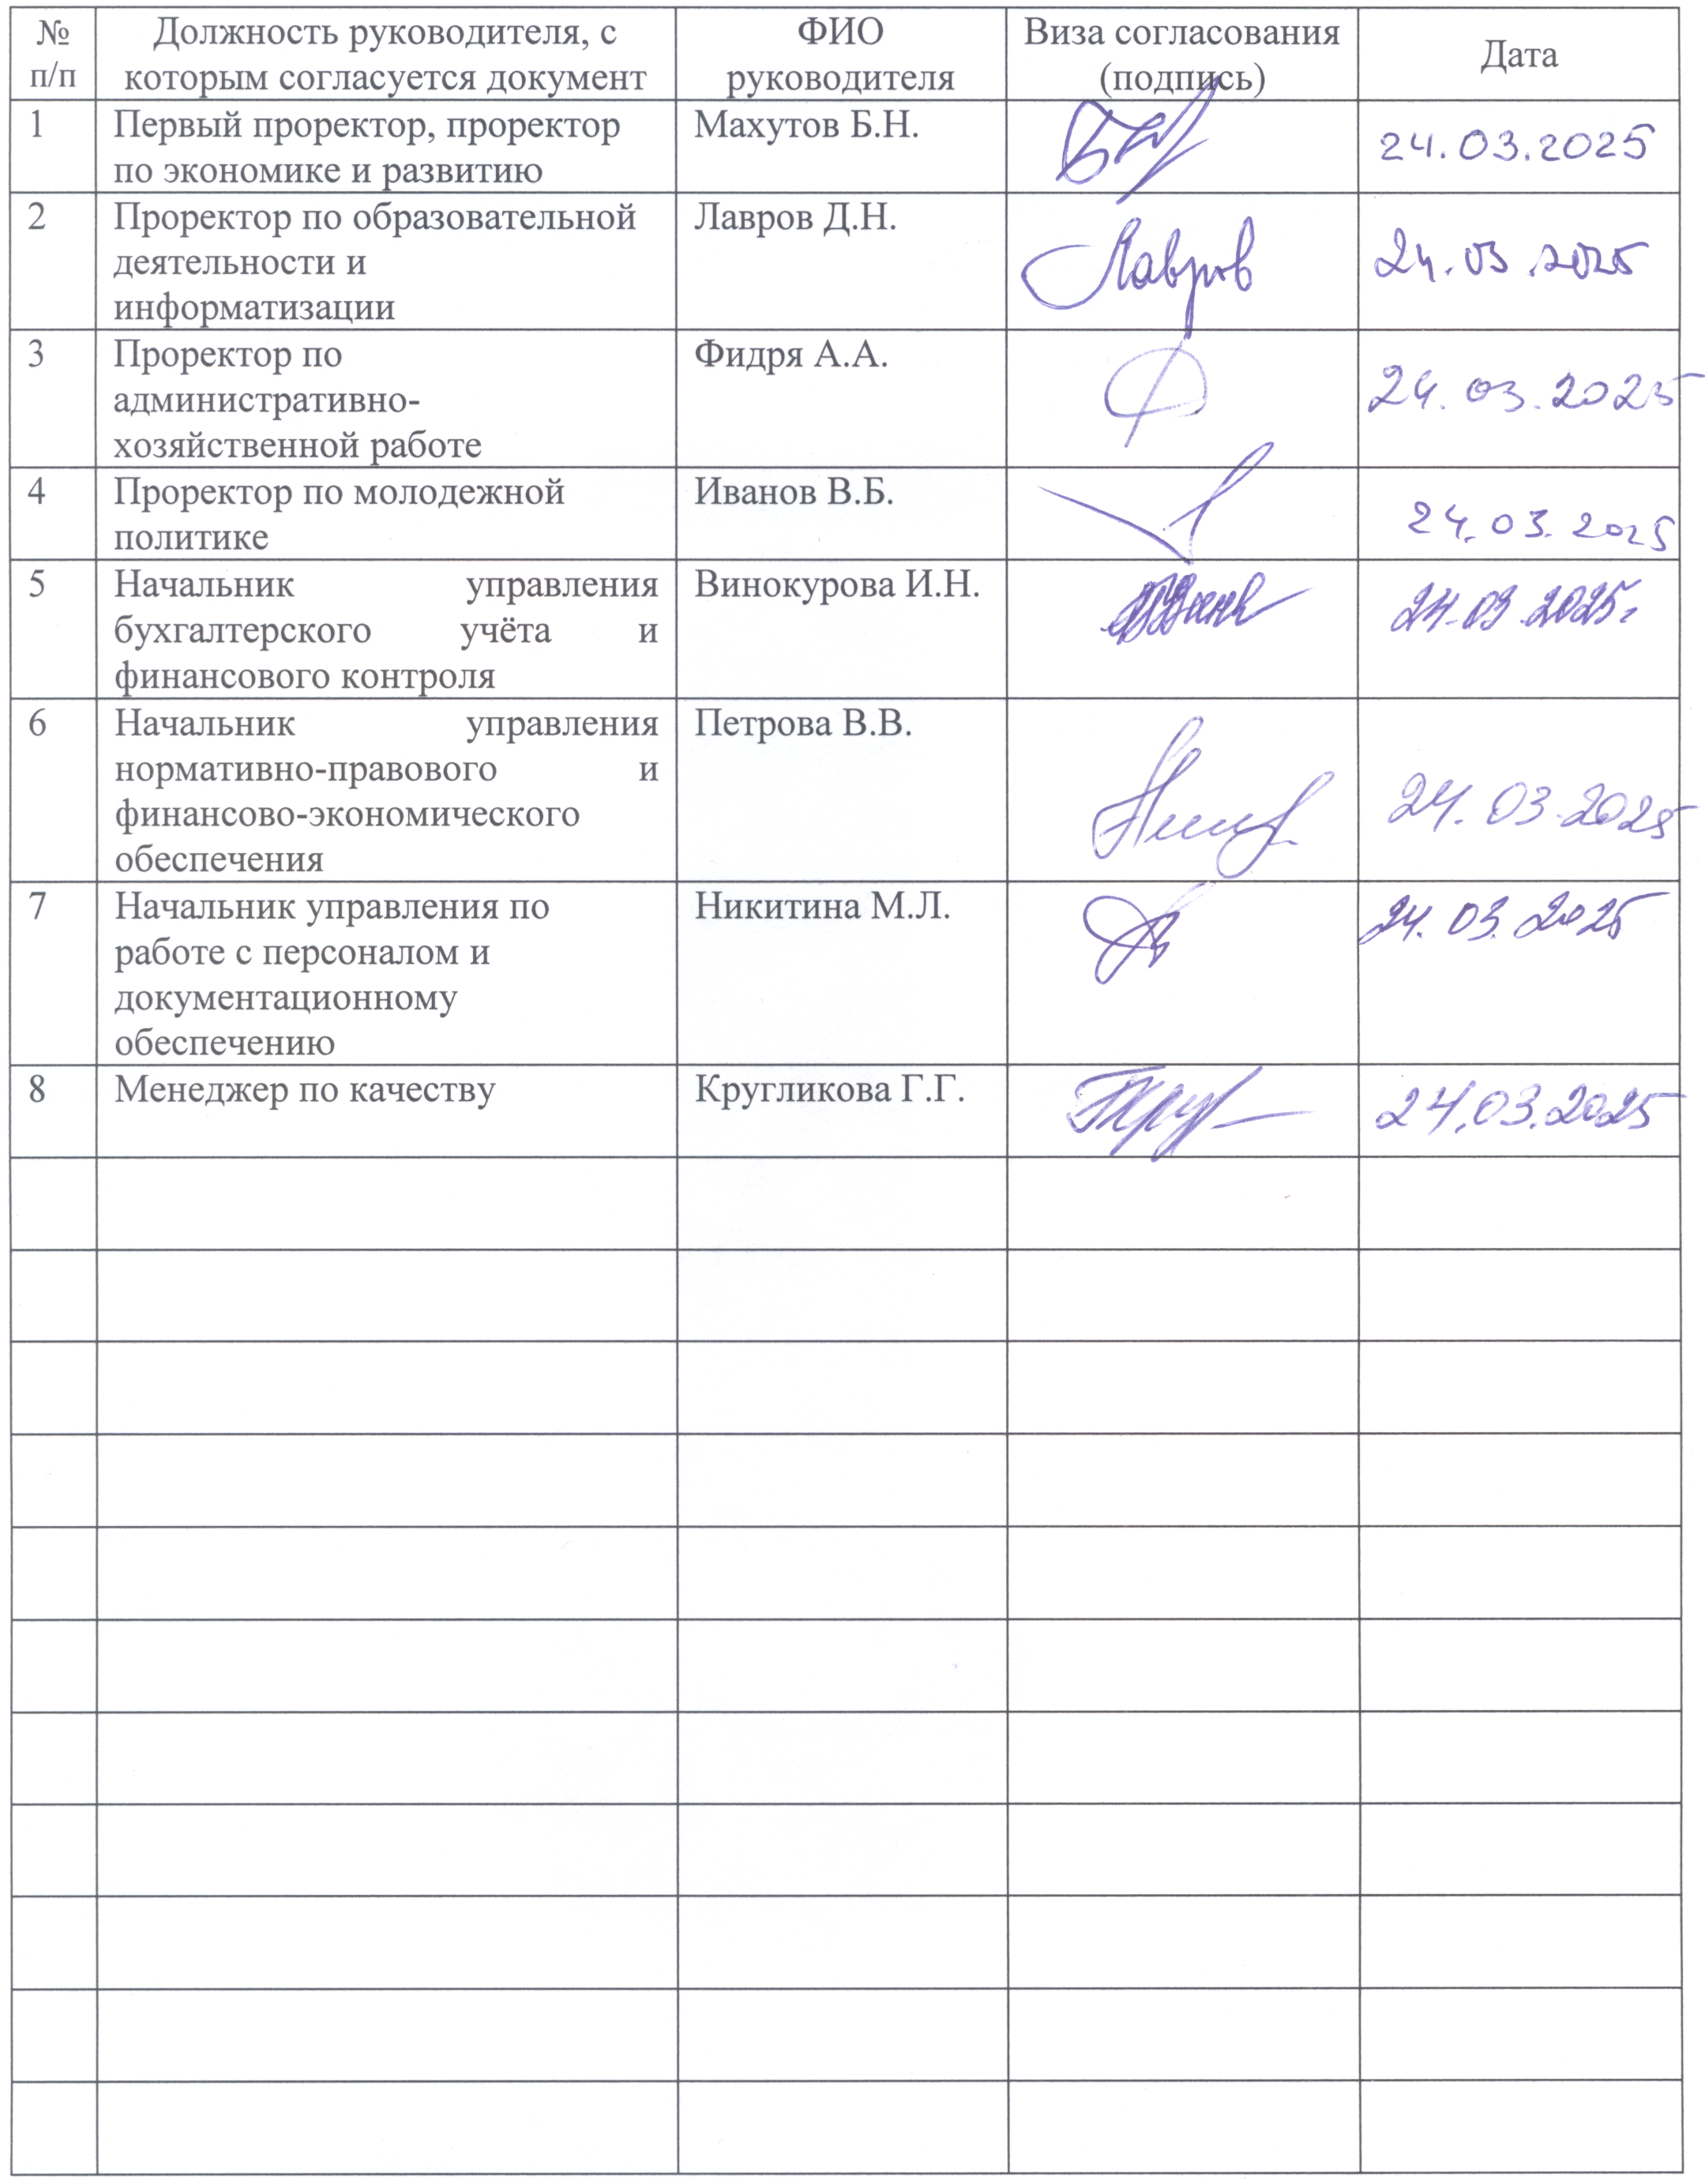 № п/п Должность руководителя, с которым согласуется документ ФИО руководителя Виза согласования (подпись) Дата
1 Первый проректор, проректор Махутов Б.Н. 24.03.2025
по экономике и развитию
2 Проректор по образовательной Лавров Д.Н. Лавров 24.03.2025
деятельности и
информатизации
3 Проректор по Фидря А.А. 24.03.2025
административно-
хозяйственной работе
4 Проректор по молодежной Иванов В.Б. 24.03.2025
политике
5 Начальник управления Винокурова И.Н. 24.03.2025г
бухгалтерского учёта и
финансового контроля
6 Начальник управления Петрова В.В. 24.03.2025
нормативно-правового и
финансово-экономического
обеспечения
7 Начальник управления по Никитина М.Л. 24.03.2025
работе с персоналом и
документационному
обеспечению
8 Менеджер по качеству Кругликова Г.Г. 24.03.2025